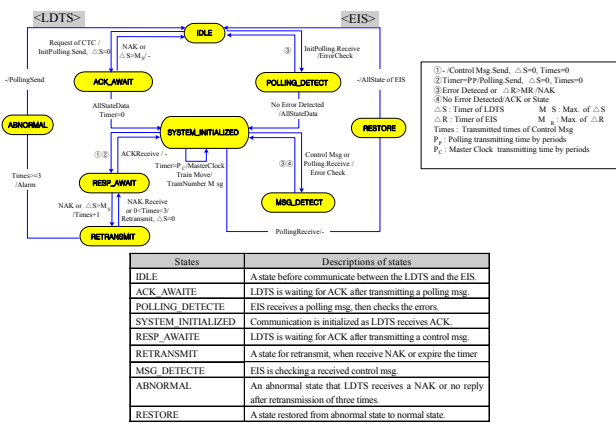 <LDTS>
<EIS>
IDLE
Request of CTC /
InitPolling.Send, △S=0
NAK or
△S>M_S/ -
③
InitPolling.Receive
/ErrorCheck
-/PollingSend
ACK_AWAIT
POLLING_DETECT
-/AllState of EIS
AllStateData
Timer=0
No Error Detected
/AllStateData
ABNORMAL
SYSTEM_INITIALIZED
RESTORE
①②
ACKReceive / -
Timer=P_C/MasterClock
Train Move/
TrainNumber M sg
③④
Control Msg or
Polling.Receive /
Error Check
Times>=3
/Alarm
RESP_AWAIT
MSG_DETECT
NAK or △S>M_S
/Times+1
NAK.Receive
or 0<Times<3/
Retransmit, △S=0
RETRANSMIT
PollingReceive/-
①- /Control Msg.Send, △S=0, Times=0
②Timer=PP/Polling.Send, △S=0, Times=0
③Error Deteced or △R>MR /NAK
④No Error Detected/ACK or State
△S : Timer of LDTS M S : Max. of △S
△R : Timer of EIS M R : Max. of △R
Times : Transmitted times of Control Msg
P_P : Polling transmitting time by periods
P_C : Master Clock transmitting time by periods
States Descriptions of states
IDLE A state before communicate between the LDTS and the EIS.
ACK_AWAITE LDTS is waiting for ACK after transmitting a polling msg.
POLLING_DETECTE EIS receives a polling msg, then checks the errors.
SYSTEM_INITIALIZED Communication is initialized as LDTS receives ACK.
RESP_AWAITE LDTS is waiting for ACK after transmitting a control msg.
RETRANSMIT A state for retransmit, when receive NAK or expire the timer
MSG_DETECTE EIS is checking a received control msg.
ABNORMAL An abnormal state that LDTS receives a NAK or no reply
after retransmission of three times.
RESTORE A state restored from abnormal state to normal state.